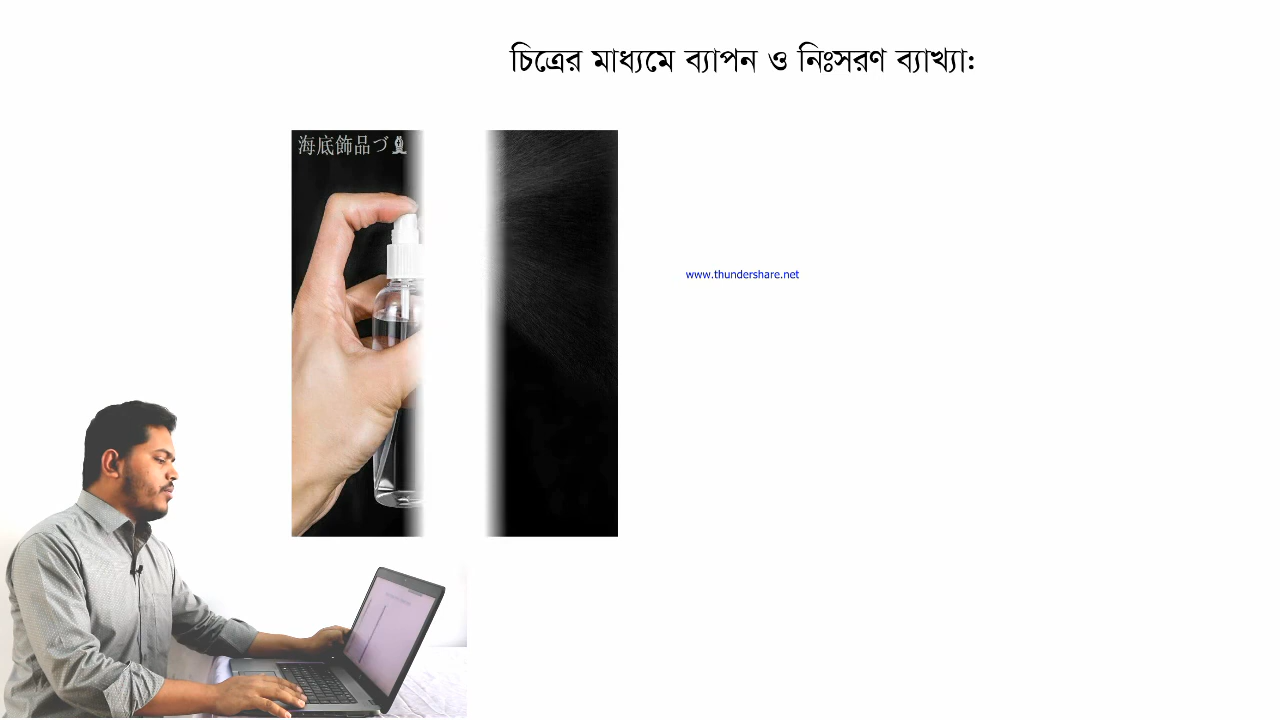 চিত্রের মাধ্যমে ব্যাপন ও নিঃসরণ ব্যাখ্যা:
海底飾品づ
www.thundershare.net